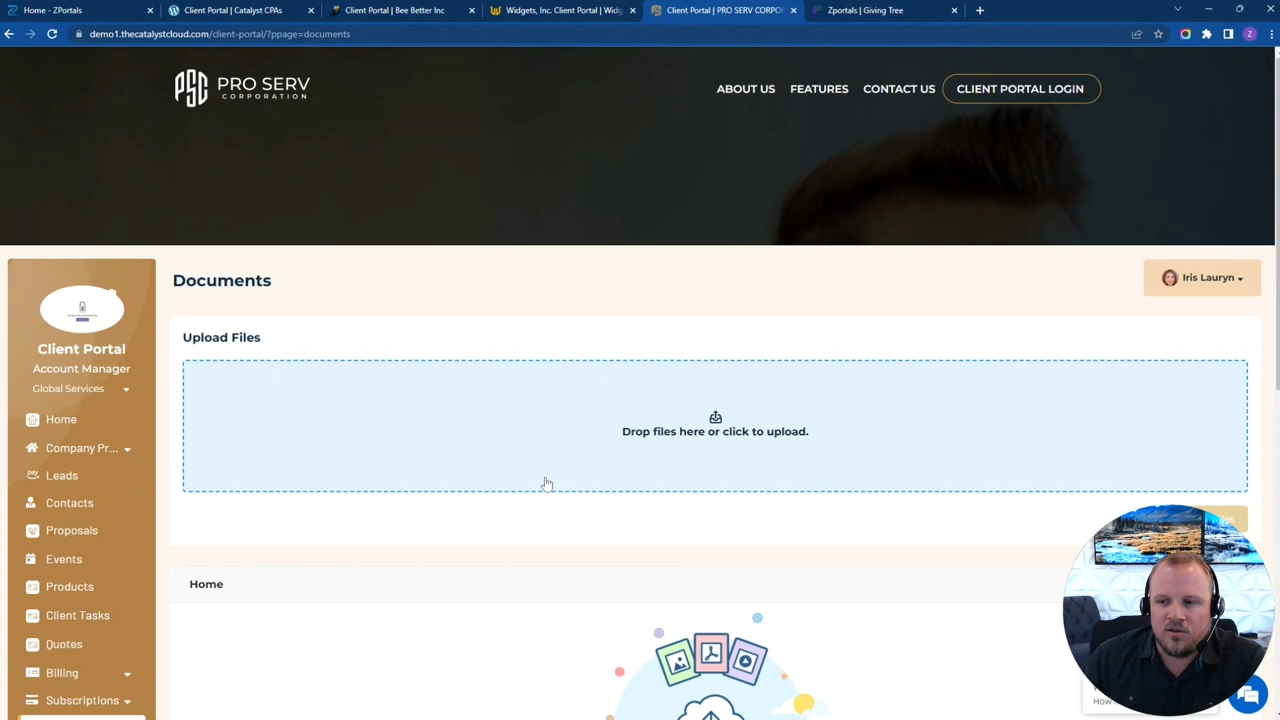 Home - ZPortals
Client Portal | Catalyst CPAs
Client Portal | Bee Better Inc
Widgets, Inc. Client Portal | Widg
Client Portal | PRO SERV CORPOR
Zportals | Giving Tree
demo1.thecatalystcloud.com/client-portal/?ppage=documents
Z
PSC PRO SERV
CORPORATION
ABOUT US
FEATURES
CONTACT US
CLIENT PORTAL LOGIN
Documents
Iris Lauryn
Client Portal
Account Manager
Global Services
Home
Company Pr...
Leads
Contacts
Proposals
Events
Products
Client Tasks
Quotes
Billing
Subscriptions
Upload Files
Drop files here or click to upload.
Home